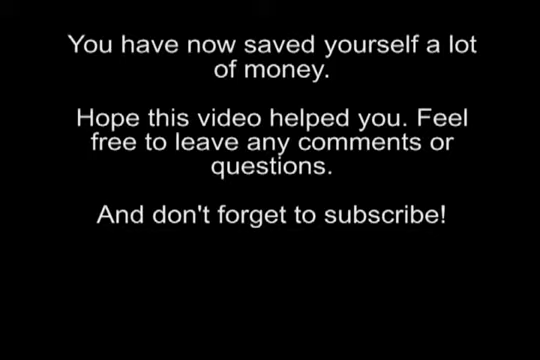 You have now saved yourself a lot
of money.
Hope this video helped you. Feel
free to leave any comments or
questions.
And don't forget to subscribe!